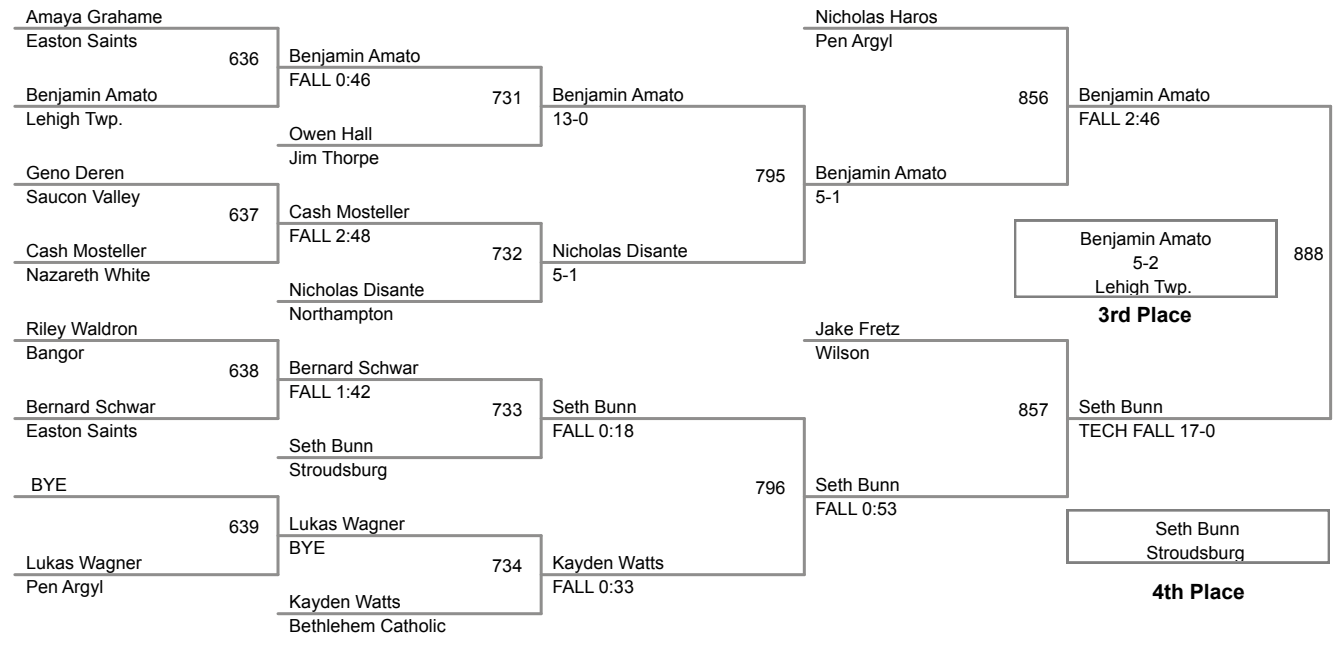 Amaya Grahame
Easton Saints
636
Benjamin Amato
Lehigh Twp.
Geno Deren
Saucon Valley
637
Cash Mosteller
Nazareth White
Riley Waldron
Bangor
638
Bernard Schwar
Easton Saints
BYE
639
Lukas Wagner
Pen Argyl
Benjamin Amato
FALL 0:46
731
Owen Hall
Jim Thorpe
Cash Mosteller
FALL 2:48
732
Nicholas Disante
Northampton
Bernard Schwar
FALL 1:42
733
Seth Bunn
Stroudsburg
Lukas Wagner
BYE
734
Kayden Watts
Bethlehem Catholic
Benjamin Amato
13-0
795
Nicholas Disante
5-1
Seth Bunn
FALL 0:18
796
Kayden Watts
FALL 0:33
Nicholas Haros
Pen Argyl
856
Benjamin Amato
5-1
Jake Fretz
Wilson
857
Seth Bunn
FALL 0:53
Benjamin Amato
FALL 2:46
888
Seth Bunn
TECH FALL 17-0
Benjamin Amato
5-2
Lehigh Twp.
3rd Place
Seth Bunn
Stroudsburg
4th Place